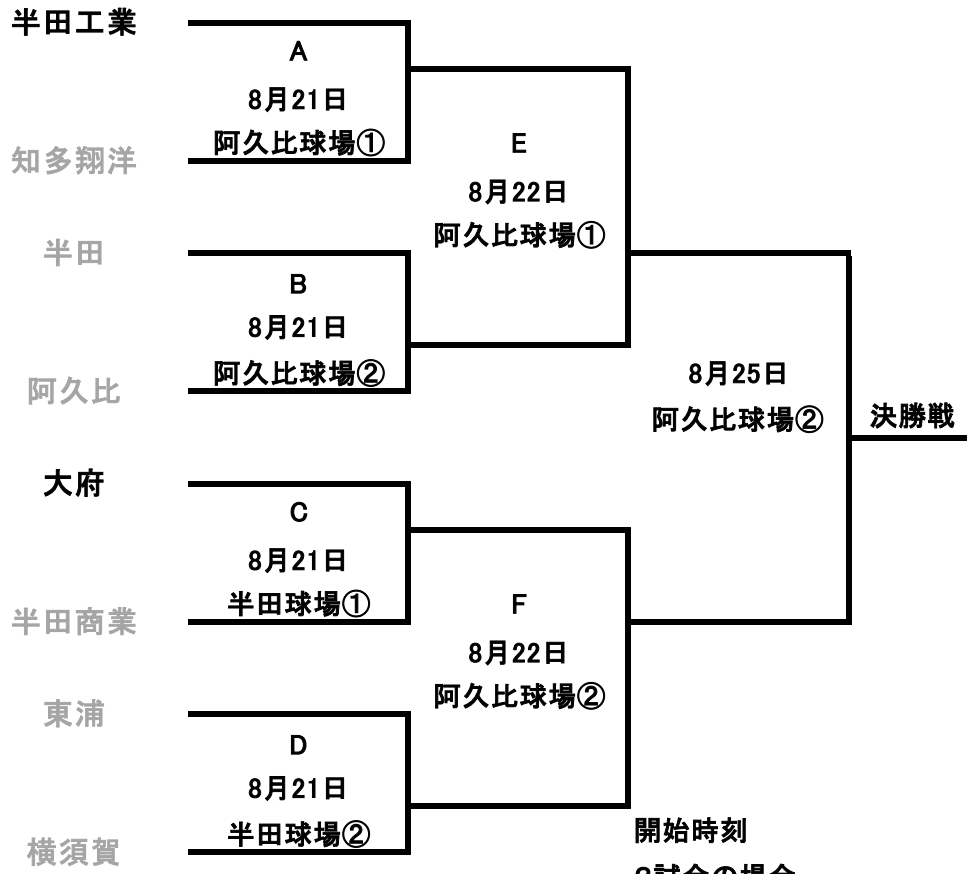 半田工業
A
8月21日
阿久比球場①
知多翔洋
E
8月22日
阿久比球場①
半田
B
8月21日
阿久比球場②
阿久比
8月25日
阿久比球場②
決勝戦
大府
C
8月21日
半田球場①
半田商業
F
8月22日
阿久比球場②
東浦
D
8月21日
半田球場②
横須賀
開始時刻